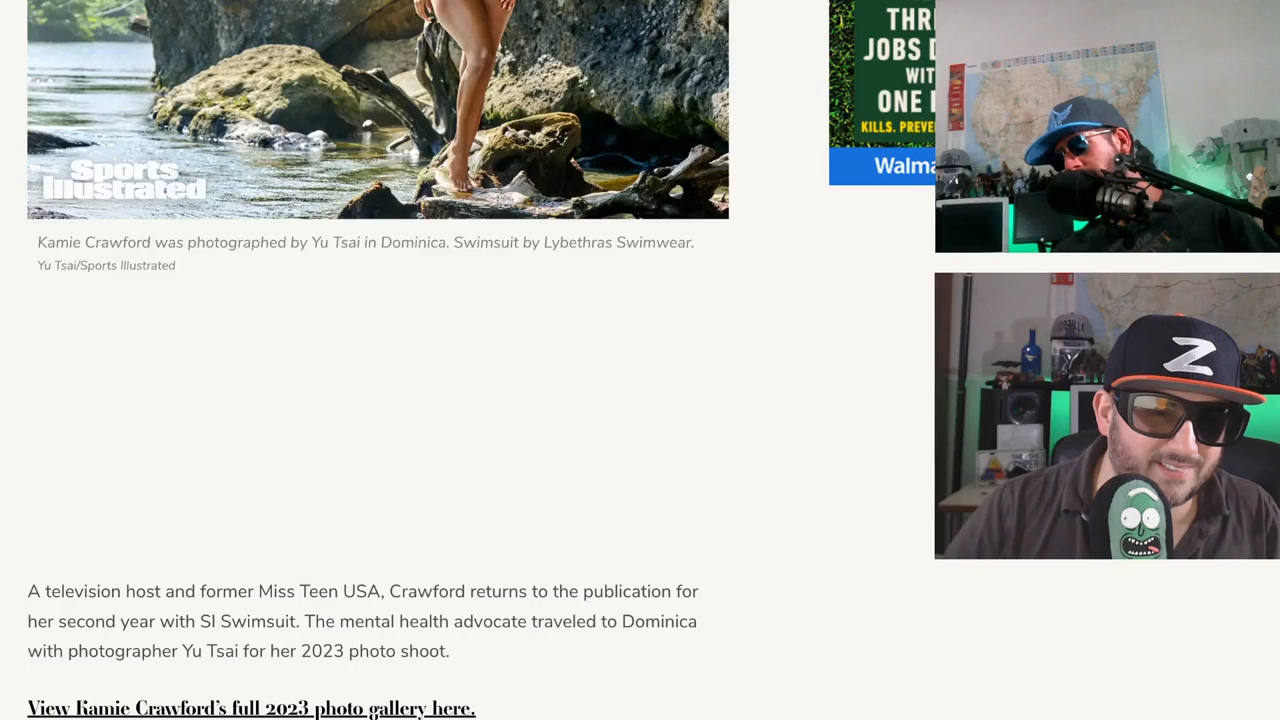 Sports
Illustrated
Kamie Crawford was photographed by Yu Tsai in Dominica. Swimsuit by Lybethras Swimwear.
Yu Tsai/Sports Illustrated
A television host and former Miss Teen USA, Crawford returns to the publication for
her second year with SI Swimsuit. The mental health advocate traveled to Dominica
with photographer Yu Tsai for her 2023 photo shoot.
View Kamie Crawford's full 2023 photo gallery here.
THR
JOBS D
WIT
ONE
KILLS. PREVE
Walma
Z